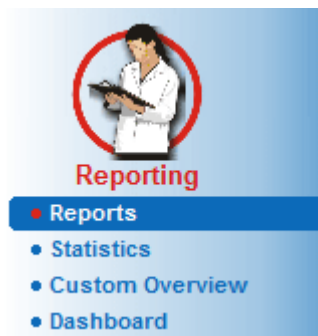 Reporting
Reports
Statistics
Custom Overview
Dashboard